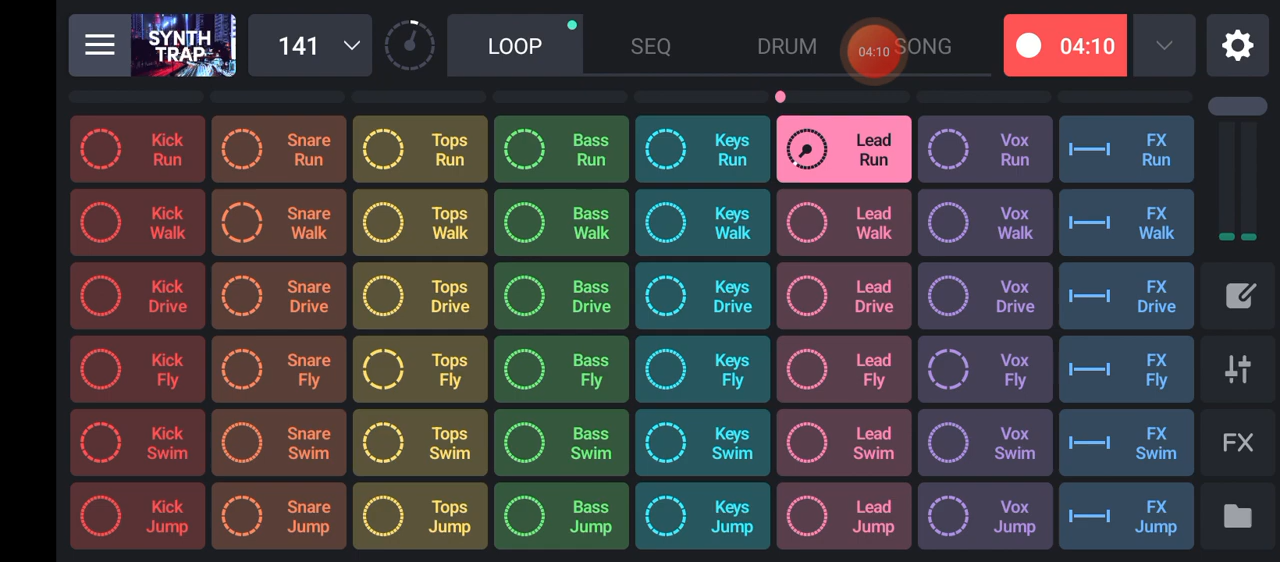 SYNTH
TRAP
141
LOOP
SEQ
DRUM
04:10
SONG
04:10
Kick
Run
Snare
Run
Tops
Run
Bass
Run
Keys
Run
Lead
Run
Vox
Run
FX
Run
Kick
Walk
Snare
Walk
Tops
Walk
Bass
Walk
Keys
Walk
Lead
Walk
Vox
Walk
FX
Walk
Kick
Drive
Snare
Drive
Tops
Drive
Bass
Drive
Keys
Drive
Lead
Drive
Vox
Drive
FX
Drive
Kick
Fly
Snare
Fly
Tops
Fly
Bass
Fly
Keys
Fly
Lead
Fly
Vox
Fly
FX
Fly
Kick
Swim
Snare
Swim
Tops
Swim
Bass
Swim
Keys
Swim
Lead
Swim
Vox
Swim
FX
Swim
FX
Kick
Jump
Snare
Jump
Tops
Jump
Bass
Jump
Keys
Jump
Lead
Jump
Vox
Jump
FX
Jump